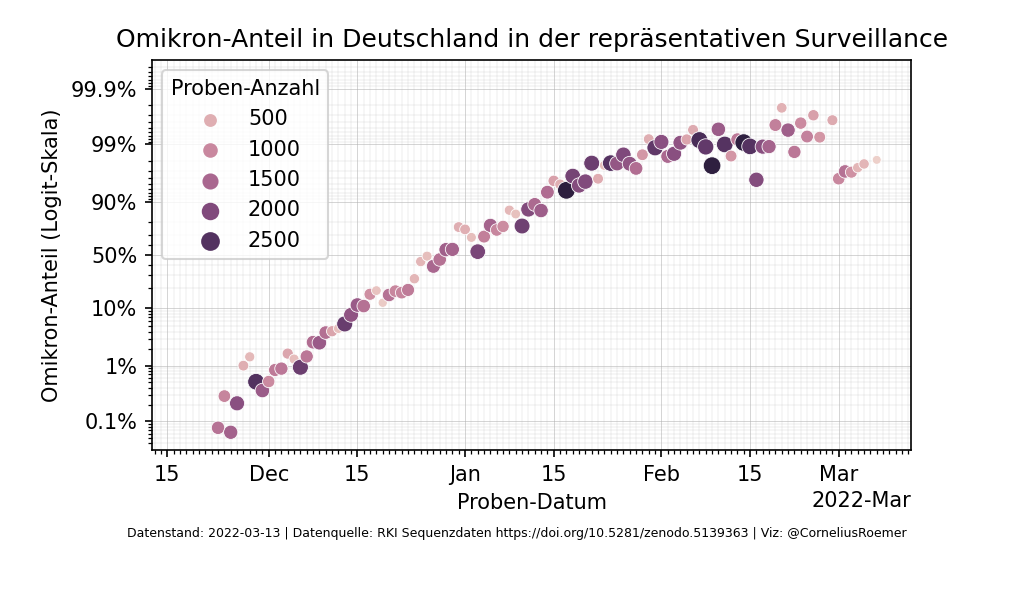 Omikron-Anteil in Deutschland in der repräsentativen Surveillance
Omikron-Anteil (Logit-Skala)
99.9%
99%
90%
50%
10%
1%
0.1%
Proben-Anzahl
500
1000
1500
2000
2500
15 Dec 15 Jan 15 Feb 15 Mar
Proben-Datum
2022-Mar
Datenstand: 2022-03-13 | Datenquelle: RKI Sequenzdaten https://doi.org/10.5281/zenodo.5139363 | Viz: @CorneliusRoemer